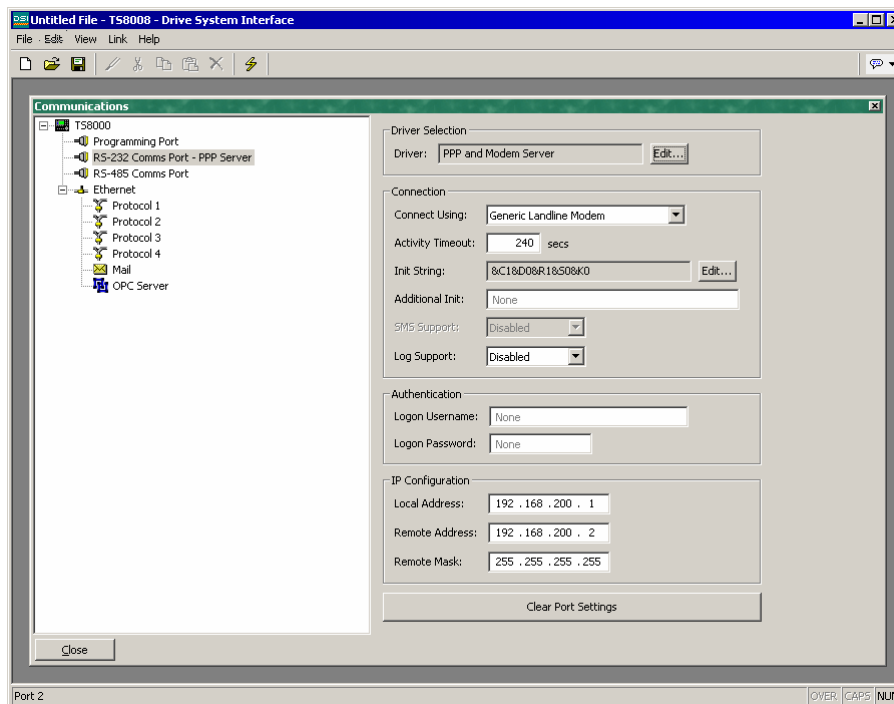 DSI Untitled File - TS8008 - Drive System Interface
File Edit View Link Help
Communications
TS8000
Programming Port
RS-232 Comms Port - PPP Server
RS-485 Comms Port
Ethernet
Protocol 1
Protocol 2
Protocol 3
Protocol 4
Mail
OPC Server
Driver Selection
Driver: PPP and Modem Server Edit...
Connection
Connect Using: Generic Landline Modem
Activity Timeout: 240 secs
Init String: &C1&D0&R1&S0&K0 Edit...
Additional Init: None
SMS Support: Disabled
Log Support: Disabled
Authentication
Logon Username: None
Logon Password: None
IP Configuration
Local Address: 192 . 168 . 200 . 1
Remote Address: 192 . 168 . 200 . 2
Remote Mask: 255 . 255 . 255 . 255
Clear Port Settings
Close
Port 2 OVER CAPS NUM